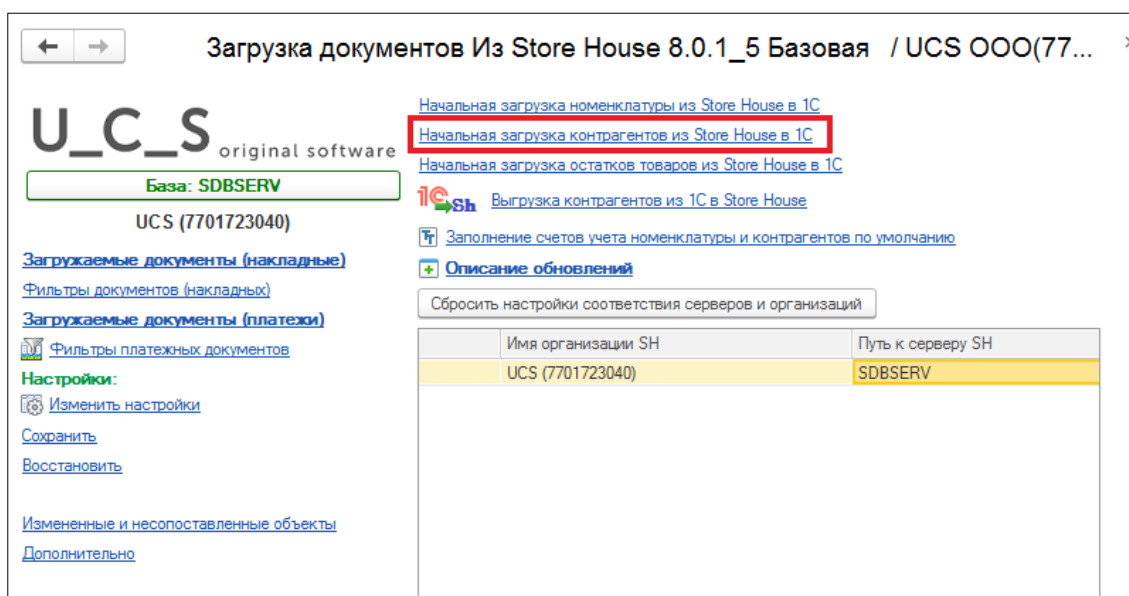 Загрузка документов Из Store House 8.0.1_5 Базовая / UCS ООО(77...
U_C_S original software
База: SDBSERV
UCS (7701723040)
Загружаемые документы (накладные)
Фильтры документов (накладных)
Загружаемые документы (платежи)
Фильтры платежных документов
Настройки:
Изменить настройки
Сохранить
Восстановить
Измененные и несопоставленные объекты
Дополнительно
Начальная загрузка номенклатуры из Store House в 1С
Начальная загрузка контрагентов из Store House в 1С
Начальная загрузка остатков товаров из Store House в 1С
1С Sh Выгрузка контрагентов из 1С в Store House
Тт Заполнение счетов учета номенклатуры и контрагентов по умолчанию
Описание обновлений
Сбросить настройки соответствия серверов и организаций
Имя организации SH Путь к серверу SH
UCS (7701723040) SDBSERV